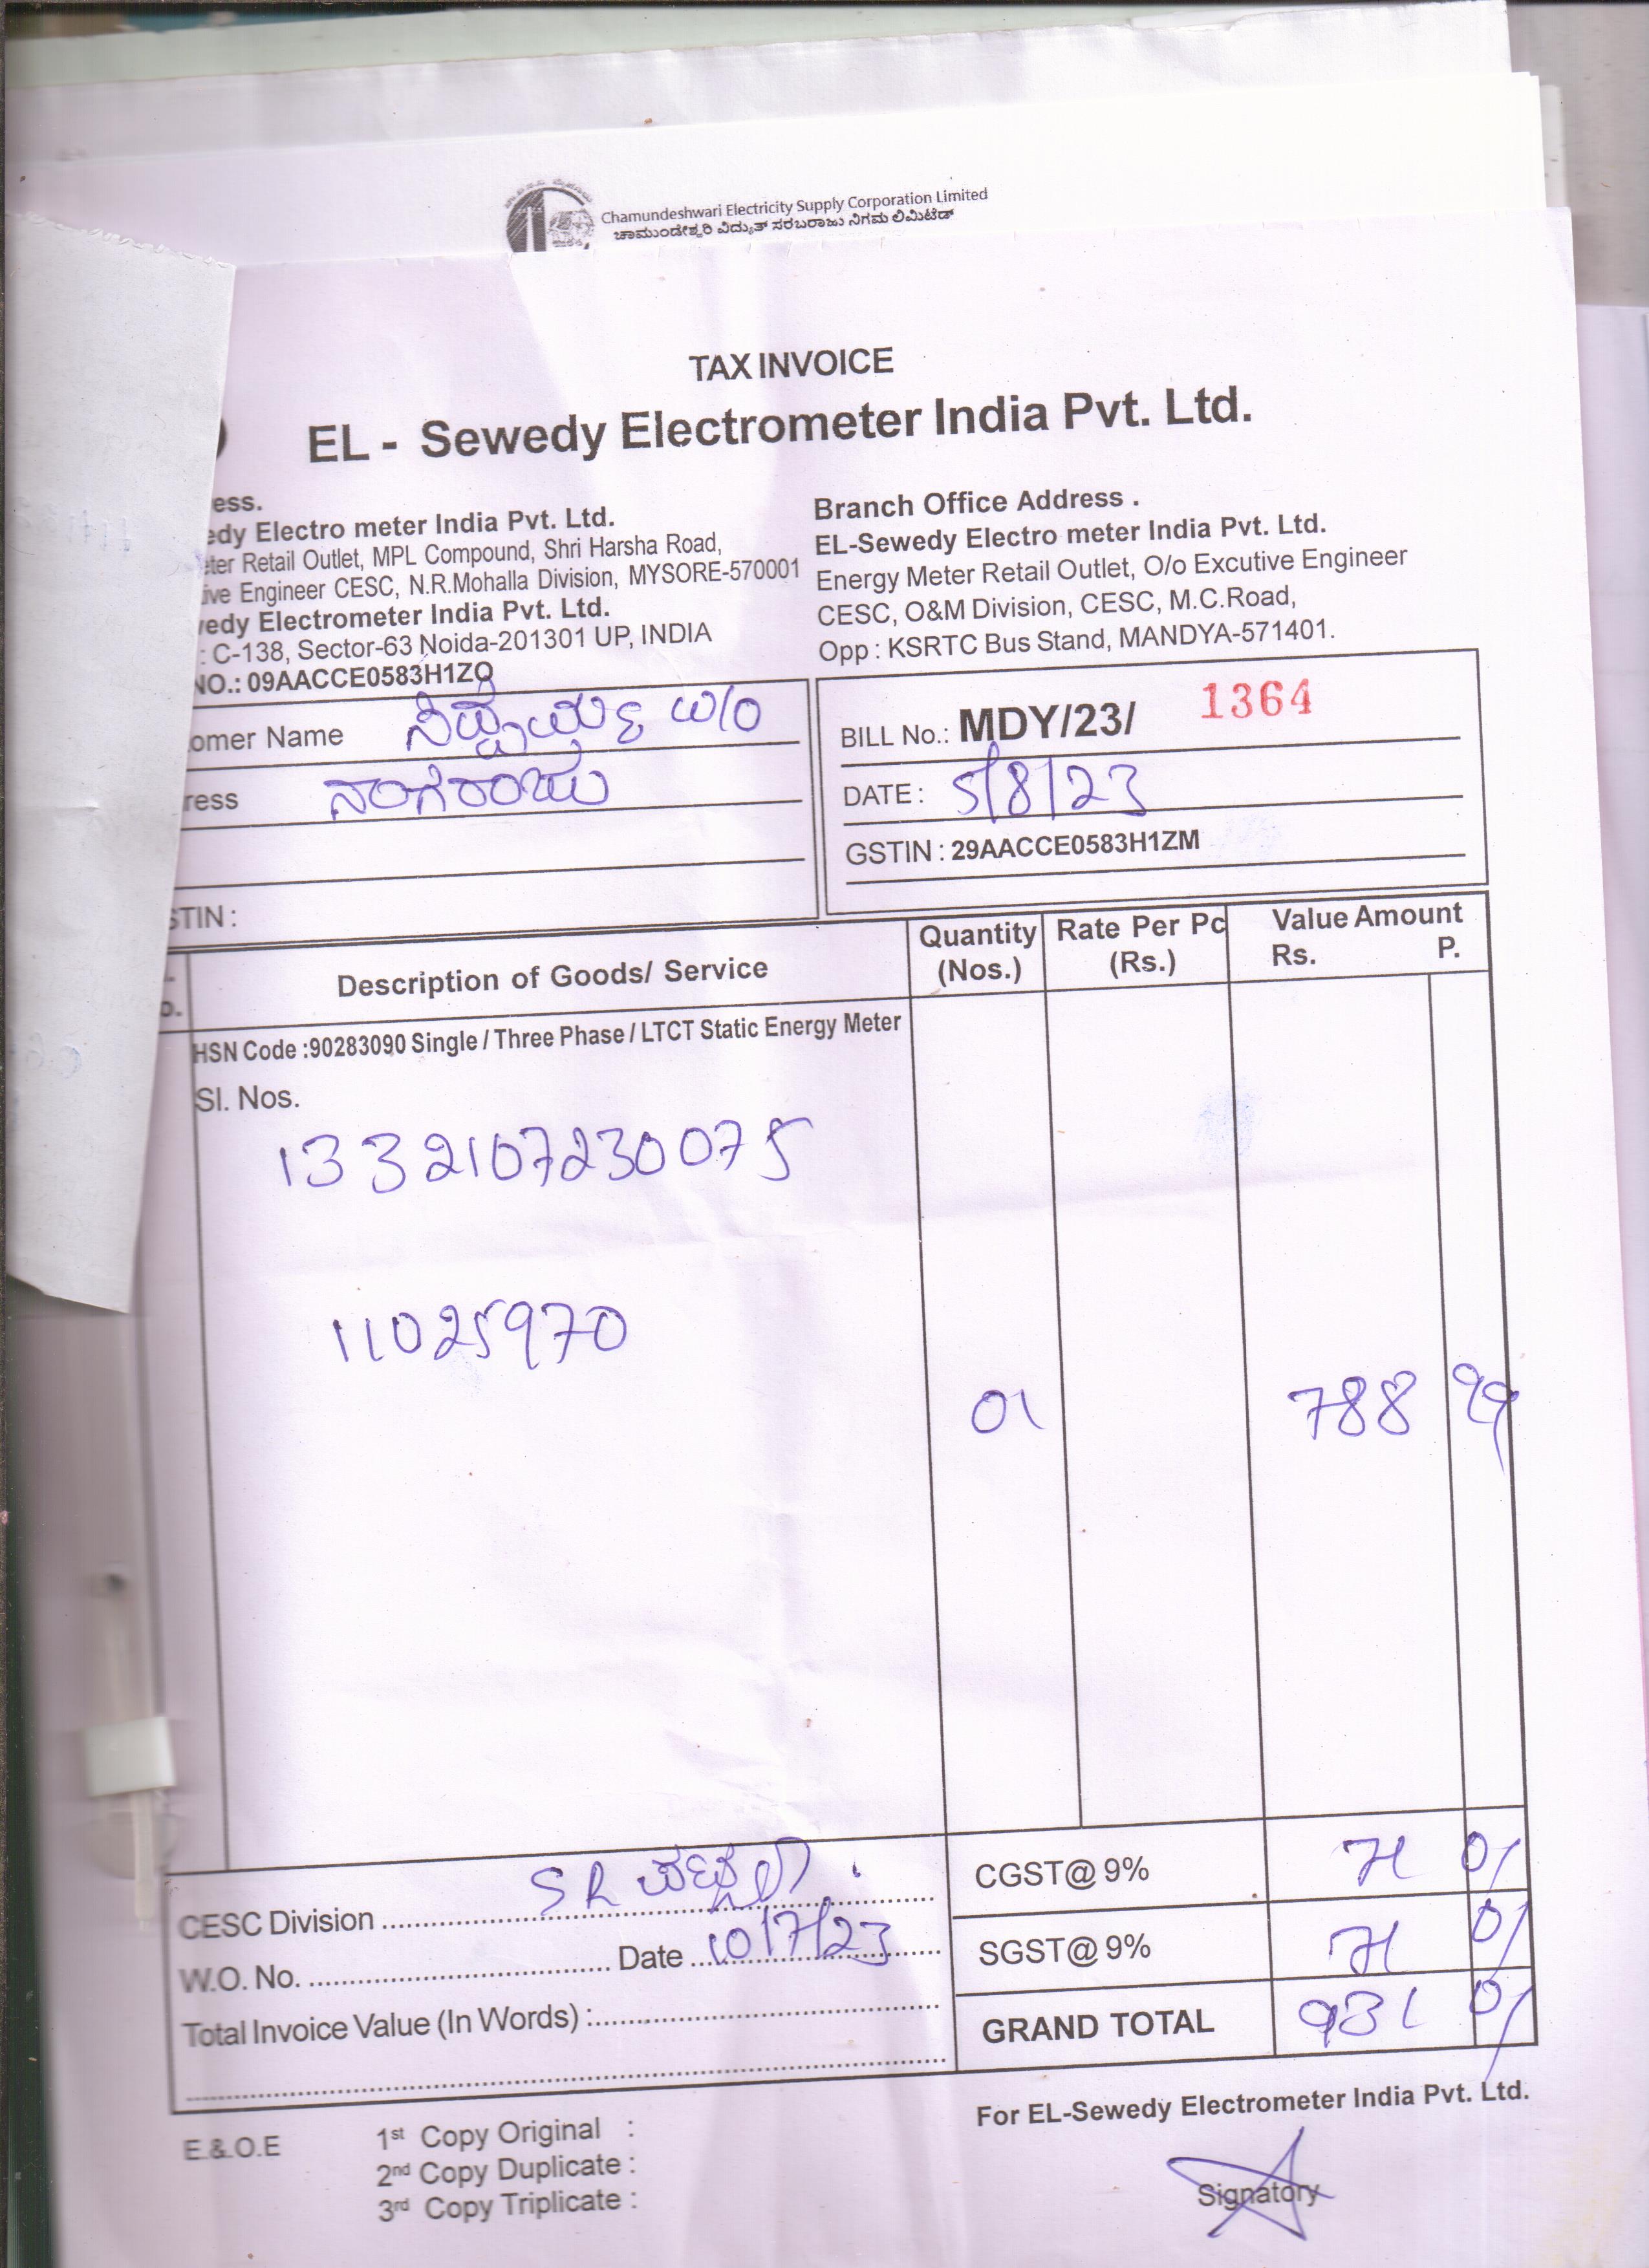 Chamundeshwari Electricity Supply Corporation Limited
ಚಾಮುಂಡೇಶ್ವರಿ ವಿದ್ಯುತ್ ಸರಬರಾಜು ನಿಗಮ ಲಿಮಿಟೆಡ್
TAX INVOICE
EL - Sewedy Electrometer India Pvt. Ltd.
ess.
edy Electro meter India Pvt. Ltd.
eter Retail Outlet, MPL Compound, Shri Harsha Road,
ive Engineer CESC, N.R.Mohalla Division, MYSORE-570001
vedy Electrometer India Pvt. Ltd.
: C-138, Sector-63 Noida-201301 UP, INDIA
NO.: 09AACCE0583H1ZQ
Branch Office Address .
EL-Sewedy Electro meter India Pvt. Ltd.
Energy Meter Retail Outlet, O/o Excutive Engineer
CESC, O&M Division, CESC, M.C.Road,
Opp : KSRTC Bus Stand, MANDYA-571401.
omer Name W/O
ress ನಾಗರಾಜು
STIN :
BILL No.: MDY/23/ 1364
DATE : 5/8/23
GSTIN : 29AACCE0583H1ZM
Description of Goods/ Service Quantity (Nos.) Rate Per Pc (Rs.) Value Amount Rs. P.
HSN Code :90283090 Single / Three Phase / LTCT Static Energy Meter
Sl. Nos.
1332107230075
11025970
01 788 99
CESC Division SR
W.O. No. Date 10/7/23
Total Invoice Value (In Words) :
CGST@ 9% 71 01
SGST@ 9% 71 01
GRAND TOTAL 931 01
For EL-Sewedy Electrometer India Pvt. Ltd.
E.&.O.E
1st Copy Original :
2nd Copy Duplicate :
3rd Copy Triplicate :
Signatory